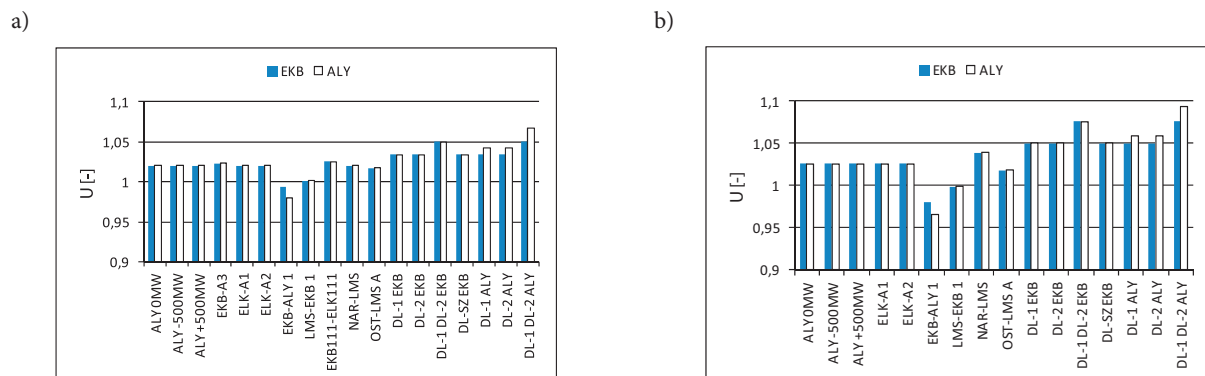 a)
EKB ALY
U [-]
1,1
1,05
1
0,95
0,9
ALY 0MW
ALY -500MW
ALY +500MW
EKB-A3
ELK-A1
ELK-A2
EKB-ALY 1
LMS-EKB 1
EKB111-ELK111
NAR-LMS
OST-LMS A
DL-1 EKB
DL-2 EKB
DL-1 DL-2 EKB
DL-SZ EKB
DL-1 ALY
DL-2 ALY
DL-1 DL-2 ALY
b)
EKB ALY
U [-]
1,1
1,05
1
0,95
0,9
ALY 0MW
ALY -500MW
ALY +500MW
ELK-A1
ELK-A2
EKB-ALY 1
LMS-EKB 1
NAR-LMS
OST-LMS A
DL-1 EKB
DL-2 EKB
DL-1 DL-2 EKB
DL-SZ EKB
DL-1 ALY
DL-2 ALY
DL-1 DL-2 ALY